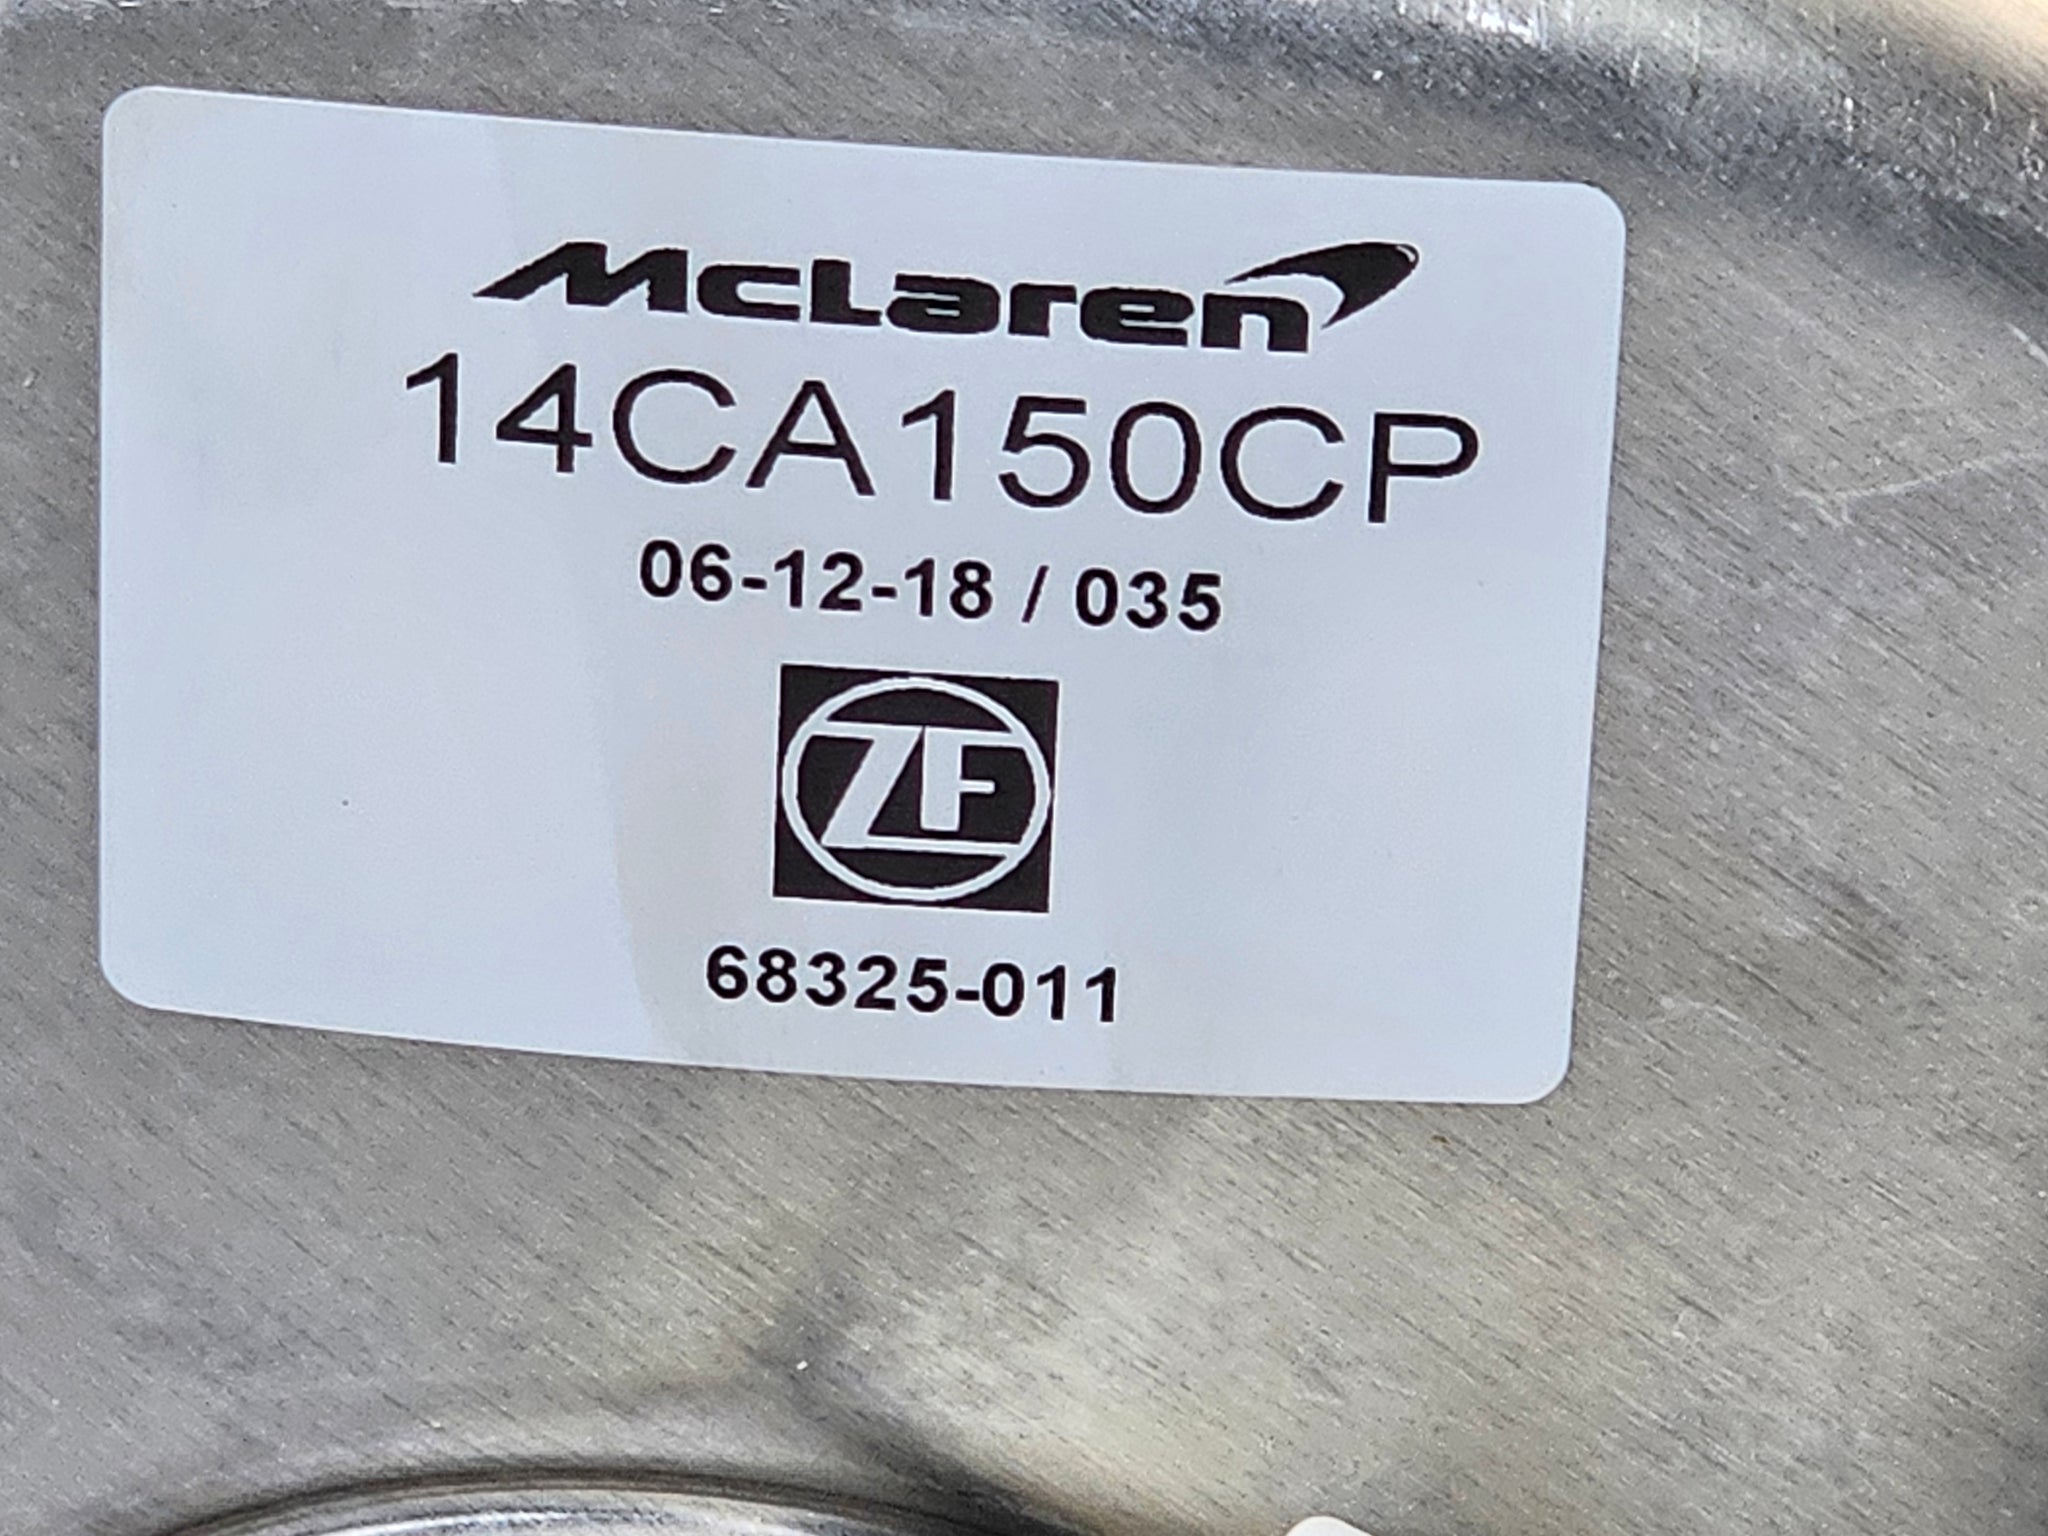 McLaren
14CA150CP
06-12-18 / 035
ZF
68325-011